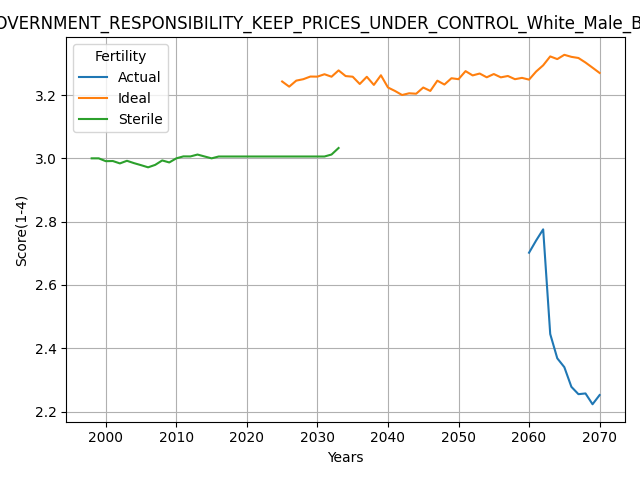 OVERNMENT_RESPONSIBILITY_KEEP_PRICES_UNDER_CONTROL_White_Male_B
Fertility
Actual
Ideal
Sterile
3.2
3.0
2.8
2.6
2.4
2.2
Score(1-4)
2000 2010 2020 2030 2040 2050 2060 2070
Years